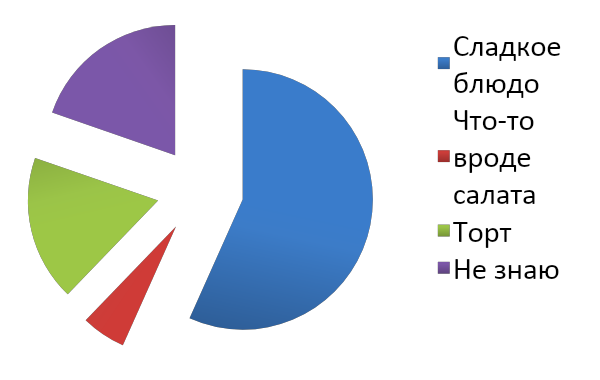 Сладкое
блюдо
Что-то
вроде
салата
Торт
Не знаю